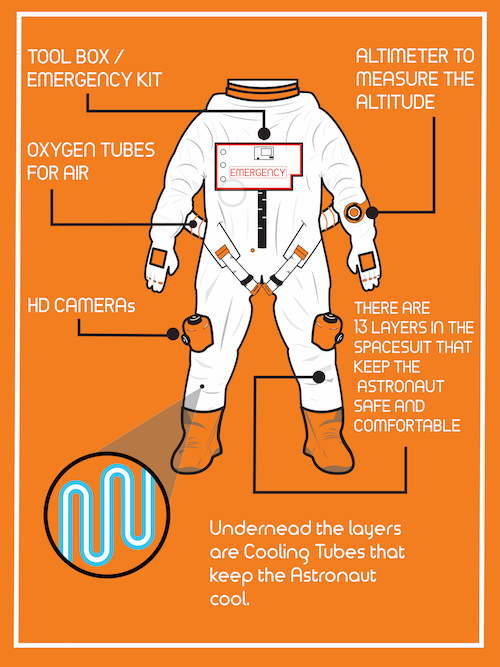 TOOL BOX /
EMERGENCY KIT
ALTIMETER TO
MEASURE THE
ALTITUDE
OXYGEN TUBES
FOR AIR
EMERGENCY
HD CAMERAs
THERE ARE
13 LAYERS IN THE
SPACESUIT THAT
KEEP THE
ASTRONAUT
SAFE AND
COMFORTABLE
Undernead the layers
are Cooling Tubes that
keep the Astronaut
cool.